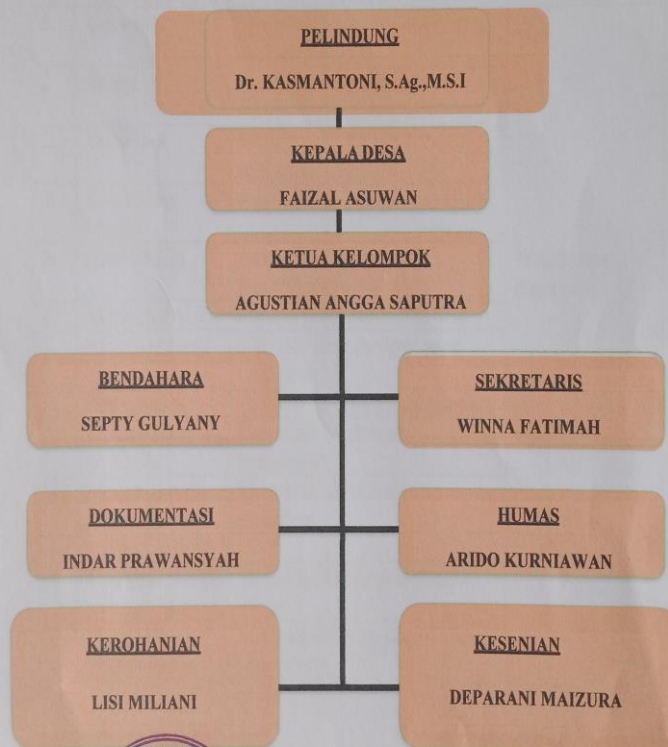 PELINDUNG
Dr. KASMANTONI, S.Ag.,M.S.I
KEPALA DESA
FAIZAL ASUWAN
KETUA KELOMPOK
AGUSTIAN ANGGA SAPUTRA
BENDAHARA
SEPTY GULYANY
SEKRETARIS
WINNA FATIMAH
DOKUMENTASI
INDAR PRAWANSYAH
HUMAS
ARIDO KURNIAWAN
KEROHANIAN
LISI MILIANI
KESENIAN
DEPARANI MAIZURA